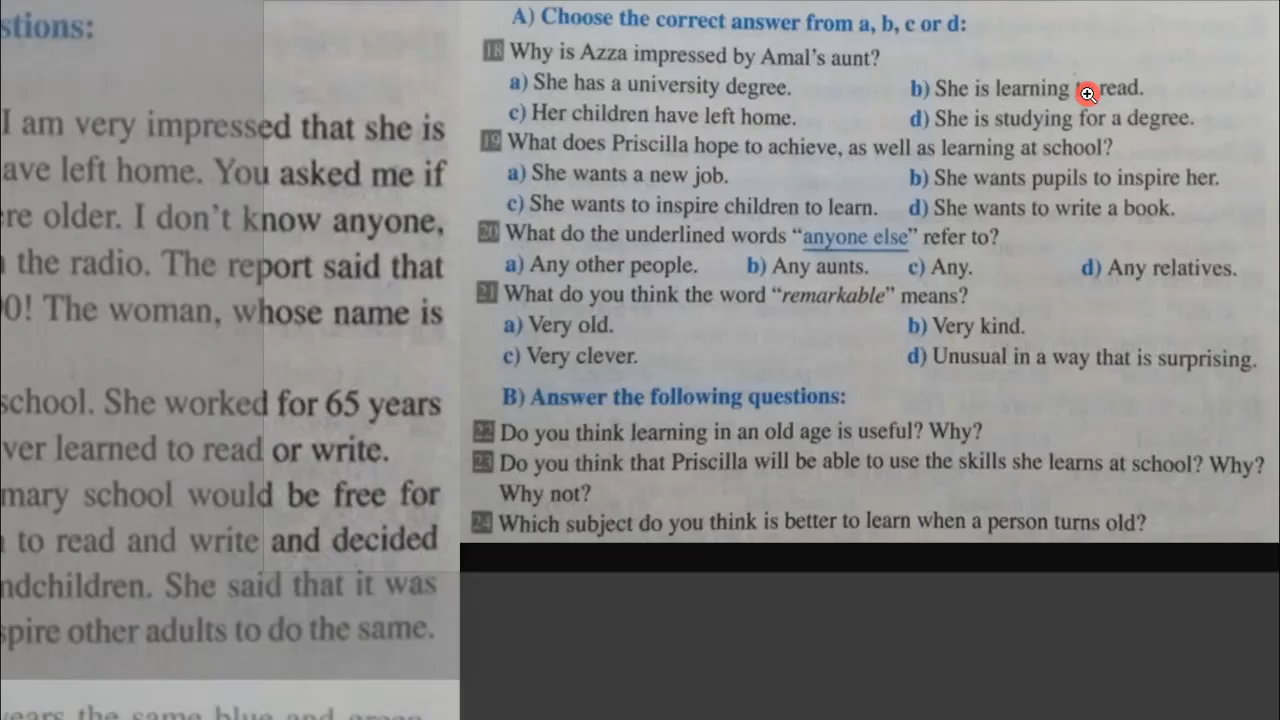 stions:
I am very impressed that she is
ave left home. You asked me if
ere older. I don't know anyone,
the radio. The report said that
0! The woman, whose name is
school. She worked for 65 years
ver learned to read or write.
mary school would be free for
to read and write and decided
ndchildren. She said that it was
spire other adults to do the same.
ears the same blue and green
A) Choose the correct answer from a, b, c or d:
18 Why is Azza impressed by Amal's aunt?
a) She has a university degree. b) She is learning read.
c) Her children have left home. d) She is studying for a degree.
19 What does Priscilla hope to achieve, as well as learning at school?
a) She wants a new job. b) She wants pupils to inspire her.
c) She wants to inspire children to learn. d) She wants to write a book.
20 What do the underlined words "anyone else" refer to?
a) Any other people. b) Any aunts. c) Any. d) Any relatives.
21 What do you think the word "remarkable" means?
a) Very old. b) Very kind.
c) Very clever. d) Unusual in a way that is surprising.
B) Answer the following questions:
22 Do you think learning in an old age is useful? Why?
23 Do you think that Priscilla will be able to use the skills she learns at school? Why?
Why not?
24 Which subject do you think is better to learn when a person turns old?